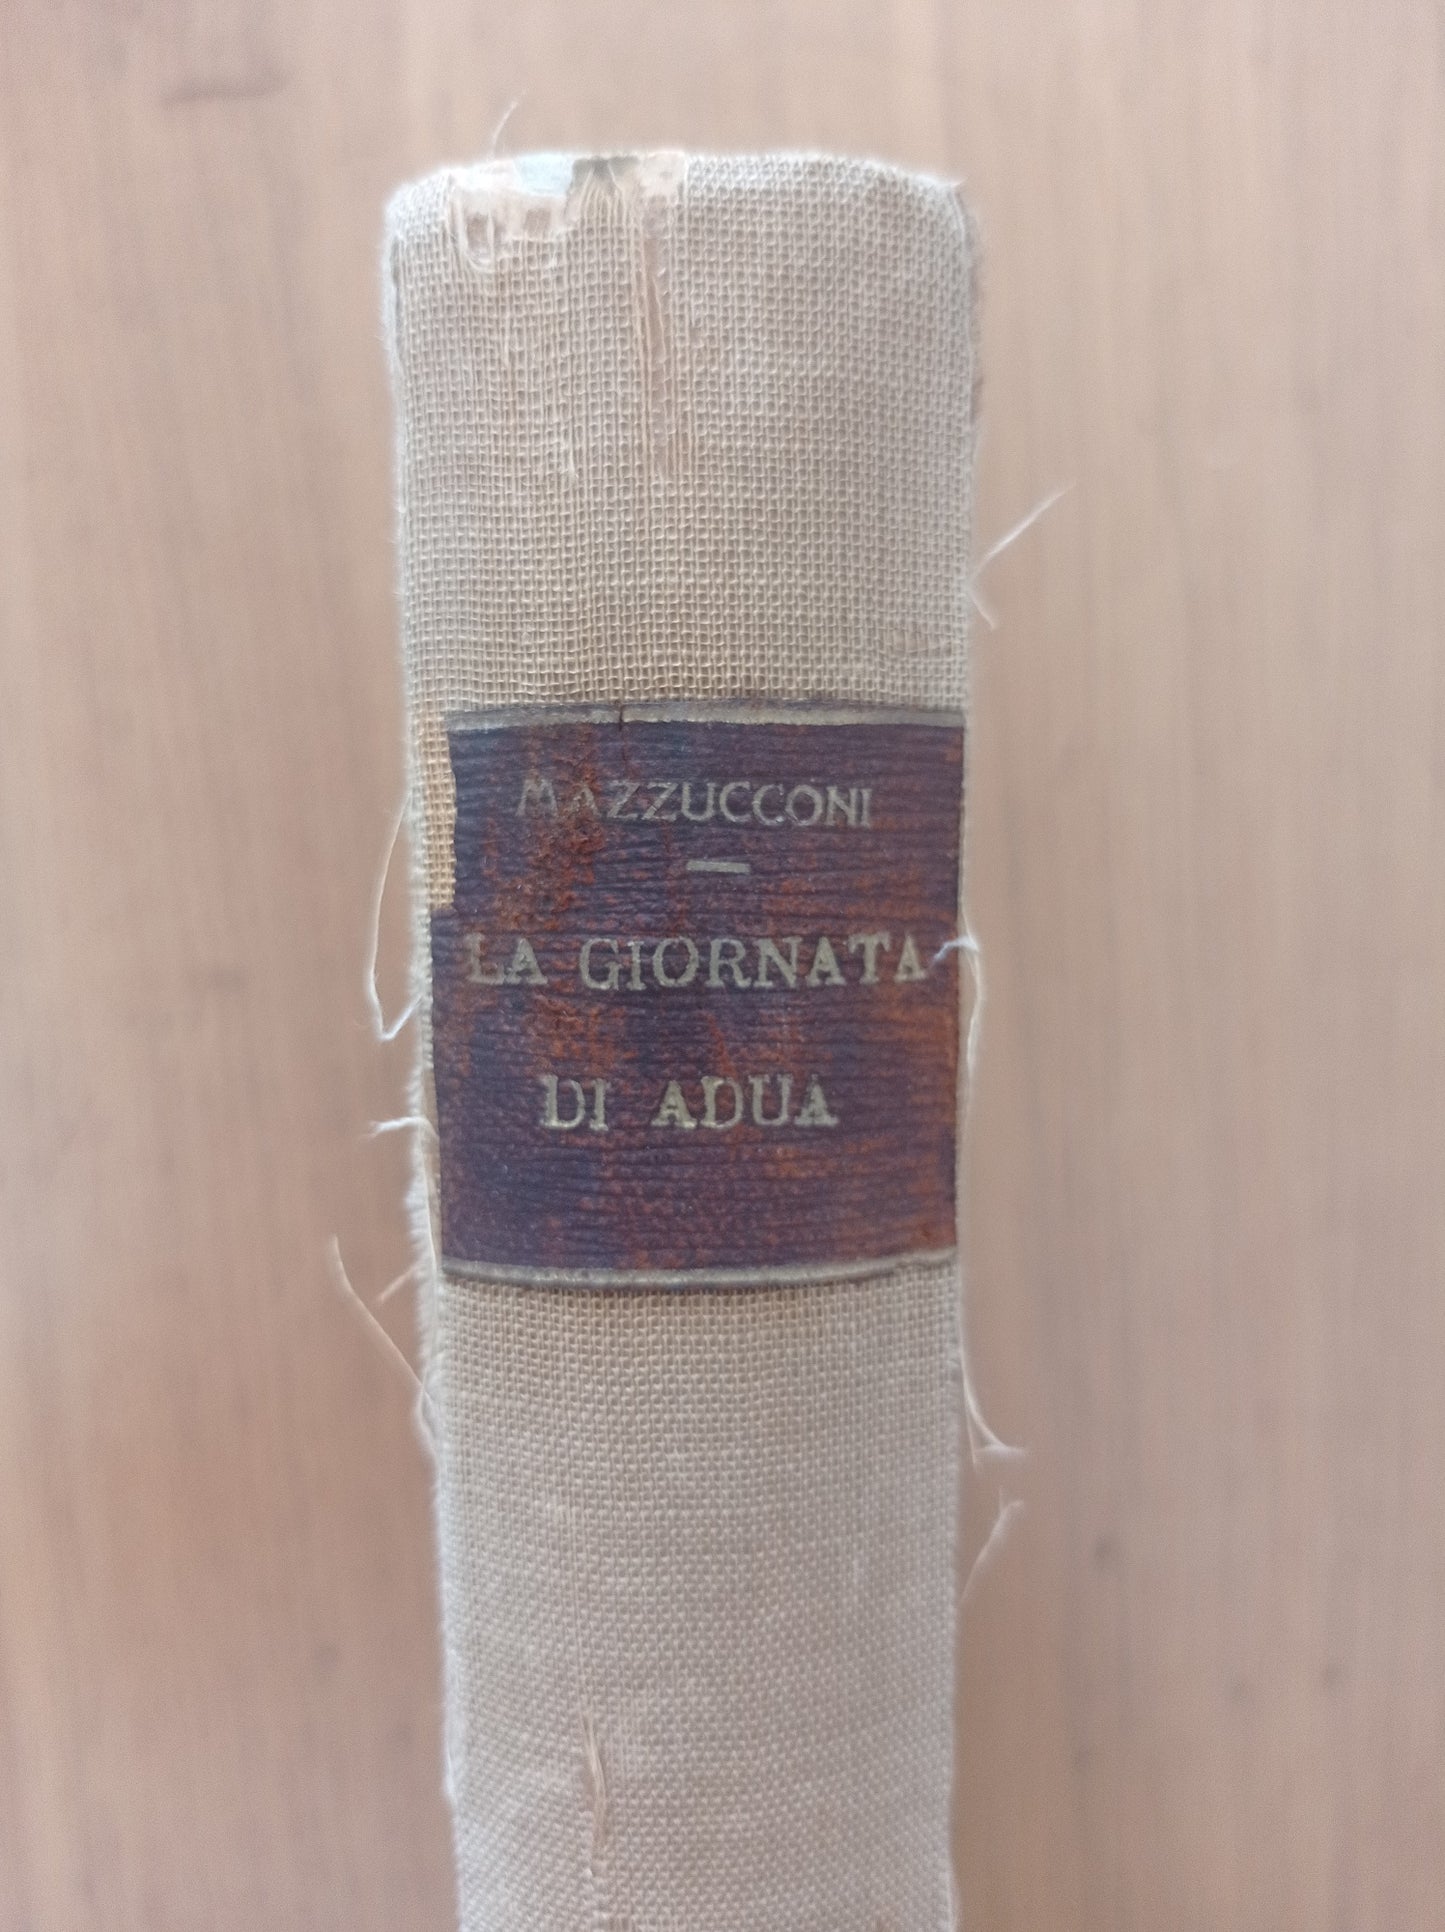 MAZZUCCONI
—
LA GIORNATA
DI ADUA